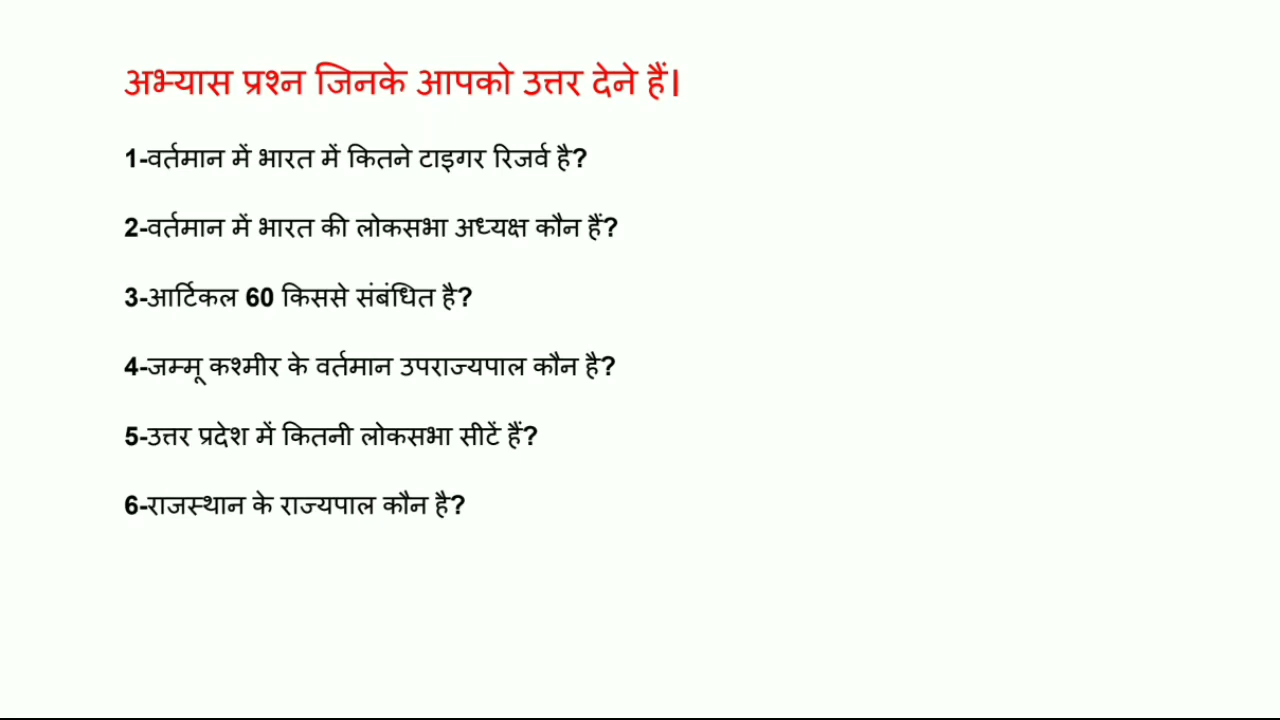 अभ्यास प्रश्न जिनके आपको उत्तर देने हैं।
1-वर्तमान में भारत में कितने टाइगर रिजर्व है?
2-वर्तमान में भारत की लोकसभा अध्यक्ष कौन हैं?
3-आर्टिकल 60 किससे संबंधित है?
4-जम्मू कश्मीर के वर्तमान उपराज्यपाल कौन है?
5-उत्तर प्रदेश में कितनी लोकसभा सीटें हैं?
6-राजस्थान के राज्यपाल कौन है?